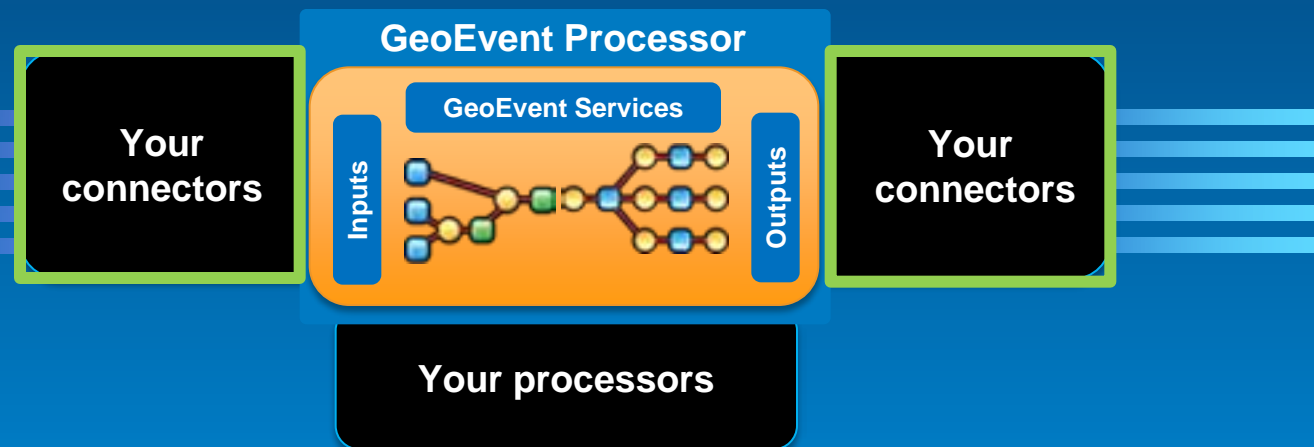 GeoEvent Processor
Your
connectors
GeoEvent Services
Inputs
Outputs
Your
connectors
Your processors